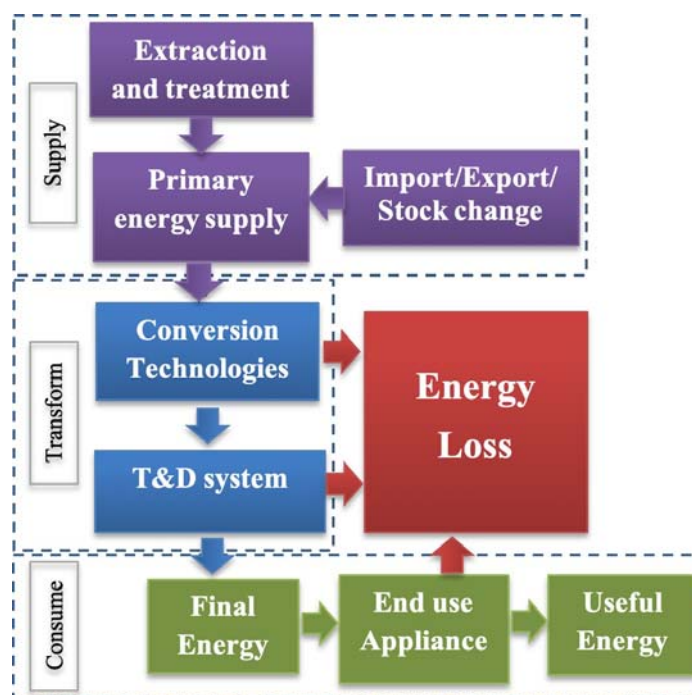 Supply
Extraction
and treatment
Primary
energy supply
Import/Export/
Stock change
Transform
Conversion
Technologies
Energy
Loss
T&D system
Consume
Final
Energy
End use
Appliance
Useful
Energy